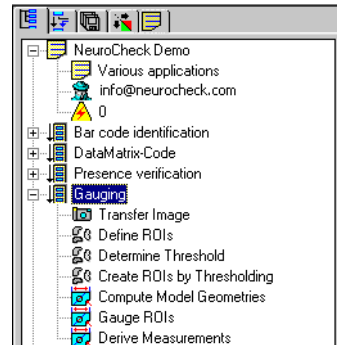 NeuroCheck Demo
Various applications
info@neurocheck.com
0
Bar code identification
DataMatrix-Code
Presence verification
Gauging
Transfer Image
Define ROIs
Determine Threshold
Create ROIs by Thresholding
Compute Model Geometries
Gauge ROIs
Derive Measurements